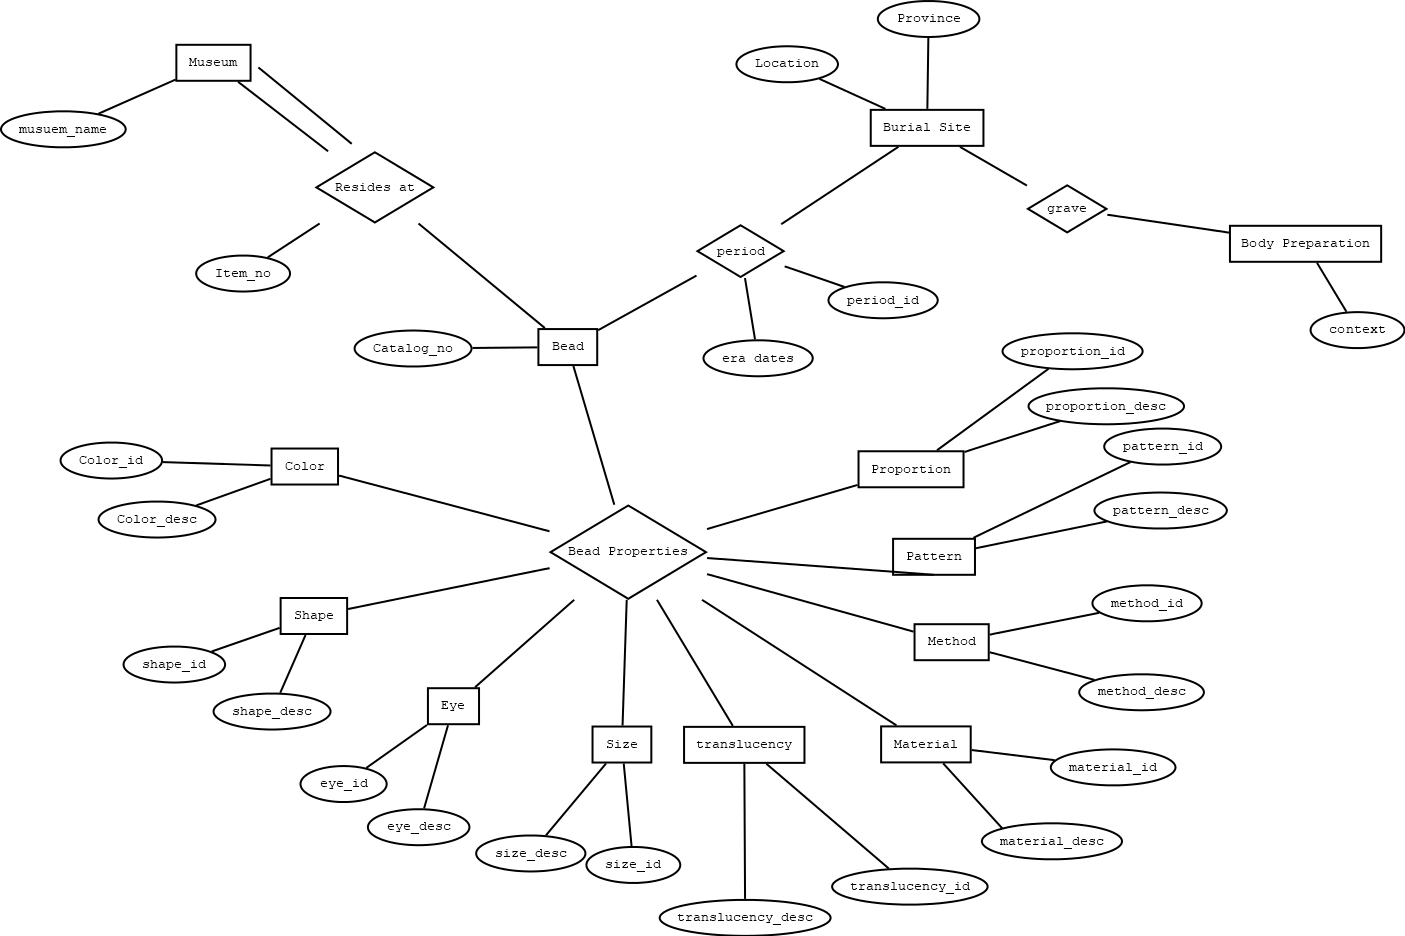 Province
Museum
Location
musuem_name
Burial Site
Resides at
grave
Body Preparation
period
Item_no
period_id
context
Catalog_no
Bead
era dates
proportion_id
proportion_desc
pattern_id
Color_id
Color
Proportion
pattern_desc
Color_desc
Bead Properties
Pattern
method_id
Shape
Method
shape_id
method_desc
shape_desc
Eye
Size
translucency
Material
material_id
eye_id
eye_desc
material_desc
size_desc
size_id
translucency_id
translucency_desc